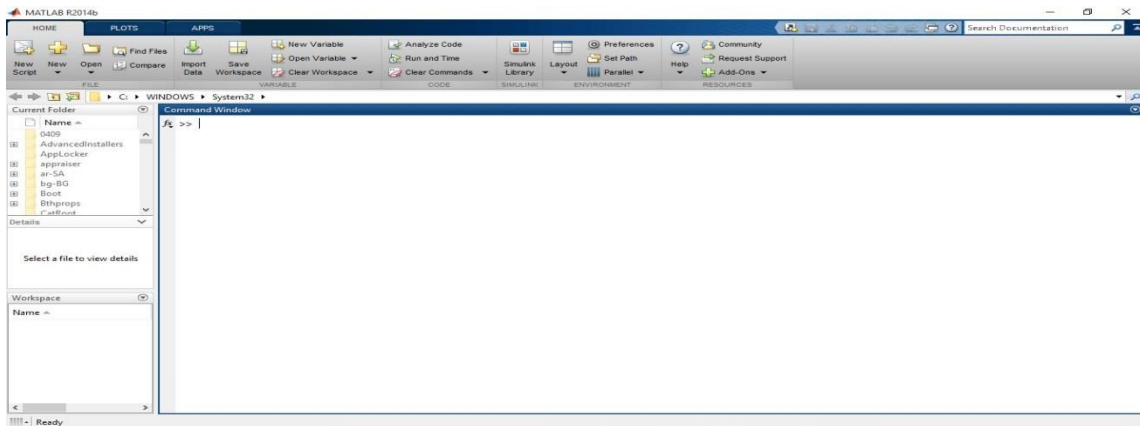 MATLAB R2014b
HOME PLOTS APPS
Search Documentation
New Script
New
Open
Find Files
Compare
Import Data
Save Workspace
New Variable
Open Variable
Clear Workspace
Analyze Code
Run and Time
Clear Commands
Simulink Library
Layout
Preferences
Set Path
Parallel
Help
Community
Request Support
Add-Ons
FILE VARIABLE CODE SIMULINK ENVIRONMENT RESOURCES
C: WINDOWS System32
Current Folder
Name
0409
AdvancedInstallers
AppLocker
appraiser
ar-SA
bg-BG
Boot
Bthprops
CatRoot
Details
Select a file to view details
Workspace
Name
Command Window
fx >>
Ready